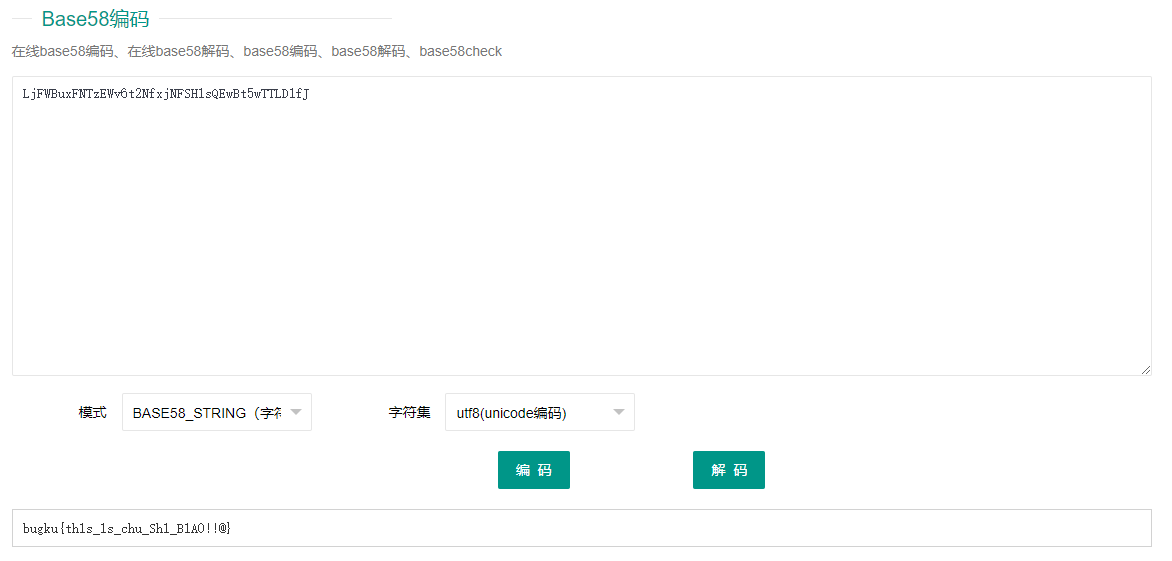 Base58编码
在线base58编码、在线base58解码、base58编码、base58解码、base58check
LjFWBuxFNTzEWv6t2NfxjNFSH1sQEwBt5wTTLD1fJ
模式 BASE58_STRING（字符 字符集 utf8(unicode编码)
编 码 解 码
bugku{th1s_1s_chu_Sh1_B1A0!!@}